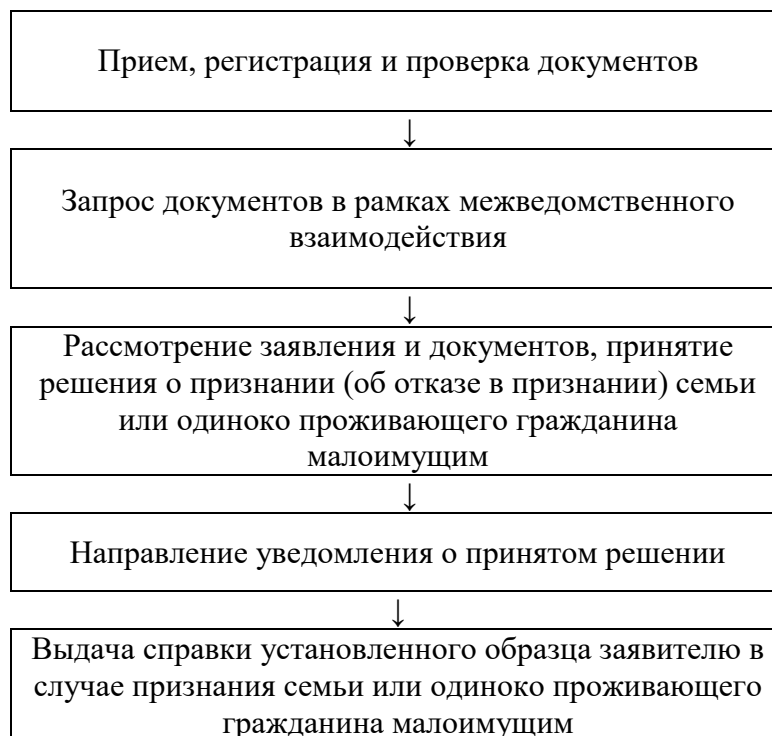 Прием, регистрация и проверка документов
↓
Запрос документов в рамках межведомственного
взаимодействия
↓
Рассмотрение заявления и документов, принятие
решения о признании (об отказе в признании) семьи
или одиноко проживающего гражданина
малоимущим
↓
Направление уведомления о принятом решении
↓
Выдача справки установленного образца заявителю в
случае признания семьи или одиноко проживающего
гражданина малоимущим